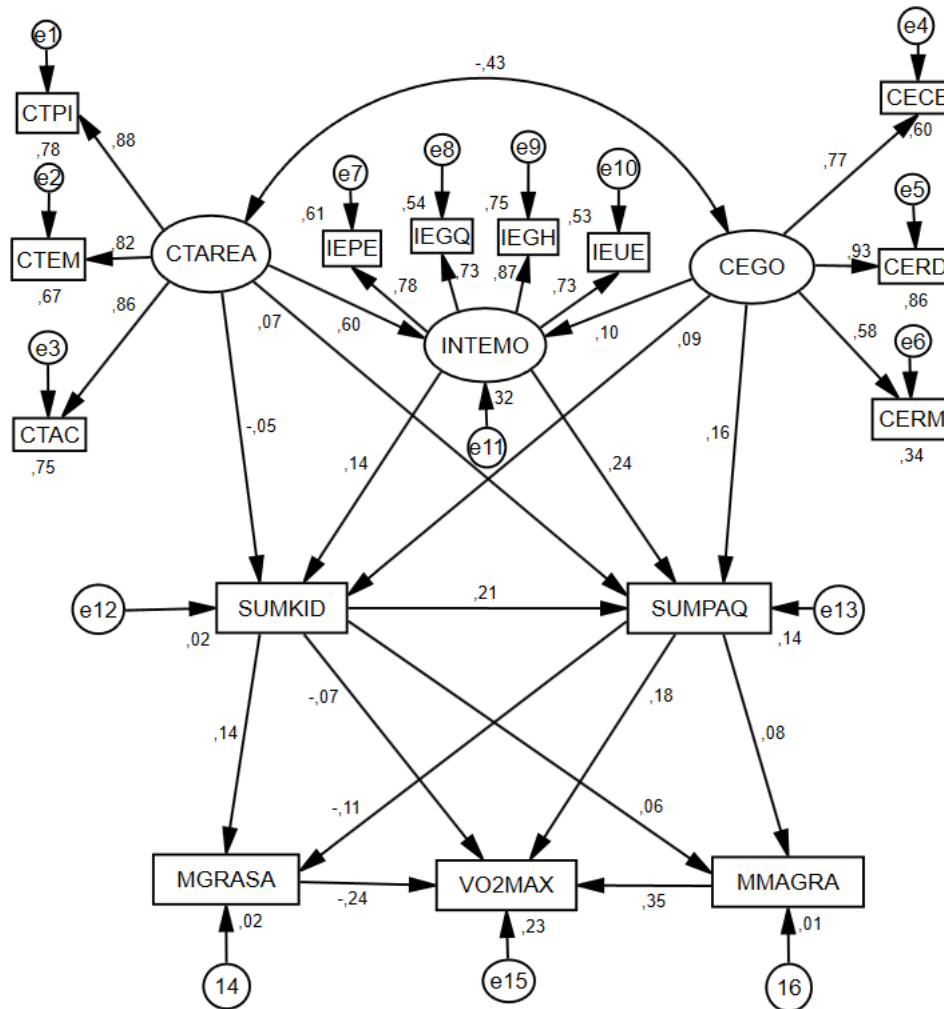 e1
e4
-,43
CTPI
CECE
,78
,88
,60
e8
e9
e7
e10
,77
e2
,61
,54
,75
,53
e5
IEPE
IEGQ
IEGH
IEUE
CTEM
,82
CTAREA
CEGO
,93
CERD
,67
,78
,73
,87
,73
,86
,86
,07
,60
INTEMO
,10
,09
,58
e3
e6
,32
CTAC
-,05
e11
,16
CERM
,75
,14
,24
,34
e12
SUMKID
,21
SUMPAQ
e13
,02
,14
-,07
,18
,14
,08
-,11
,06
MGRASA
VO2MAX
MMAGRA
-,24
,35
,02
,23
,01
14
e15
16